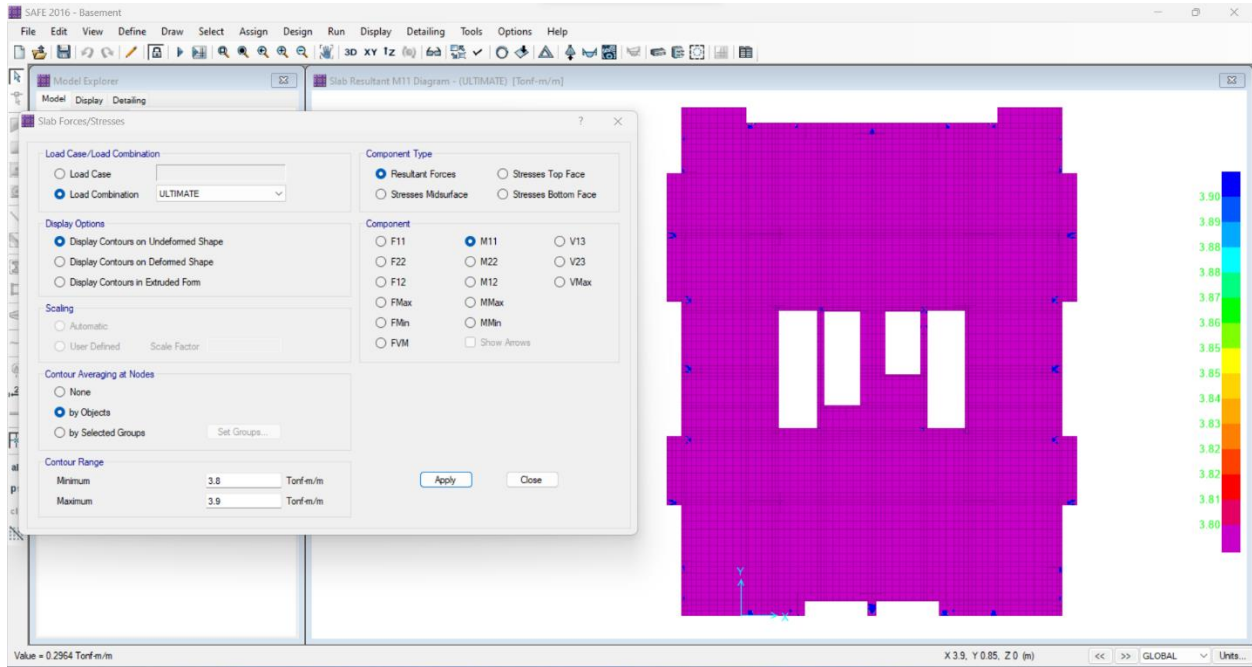 SAFE 2016 - Basement
File Edit View Define Draw Select Assign Design Run Display Detailing Tools Options Help
3D XY
Model Explorer
Model Display Detailing
Slab Resultant M11 Diagram - (ULTIMATE) [Tonf-m/m]
Slab Forces/Stresses
Load Case/Load Combination
Load Case
Load Combination ULTIMATE
Display Options
Display Contours on Undeformed Shape
Display Contours on Deformed Shape
Display Contours in Extruded Form
Scaling
Automatic
User Defined Scale Factor
Contour Averaging at Nodes
None
by Objects
by Selected Groups Set Groups...
Contour Range
Minimum 3.8 Tonf-m/m
Maximum 3.9 Tonf-m/m
Component Type
Resultant Forces Stresses Top Face
Stresses Midsurface Stresses Bottom Face
Component
F11 M11 V13
F22 M22 V23
F12 M12 VMax
FMax MMax
FMin MMin
FVM Show Arrows
Apply Close
3.90
3.89
3.88
3.88
3.87
3.86
3.85
3.85
3.84
3.83
3.82
3.82
3.81
3.80
Y
X
Value = 0.2964 Tonf-m/m
X 3.9, Y 0.85, Z 0 (m) << >> GLOBAL Units...